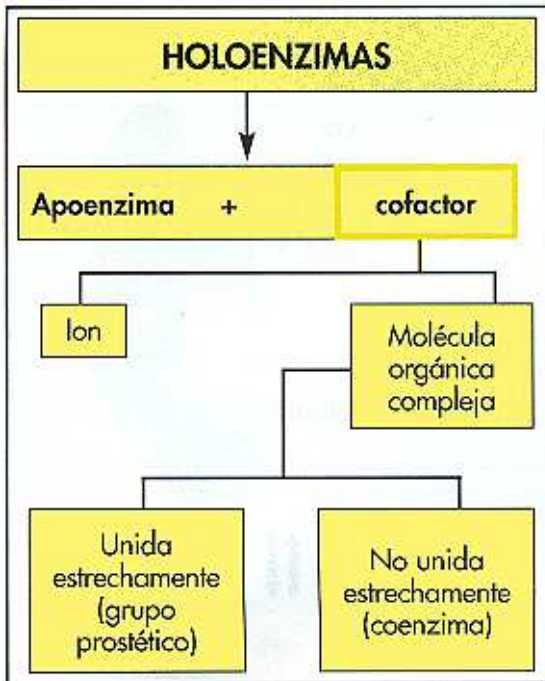 HOLOENZIMAS
Apoenzima + cofactor
Ion
Molécula
orgánica
compleja
Unida
estrechamente
(grupo
prostético)
No unida
estrechamente
(coenzima)